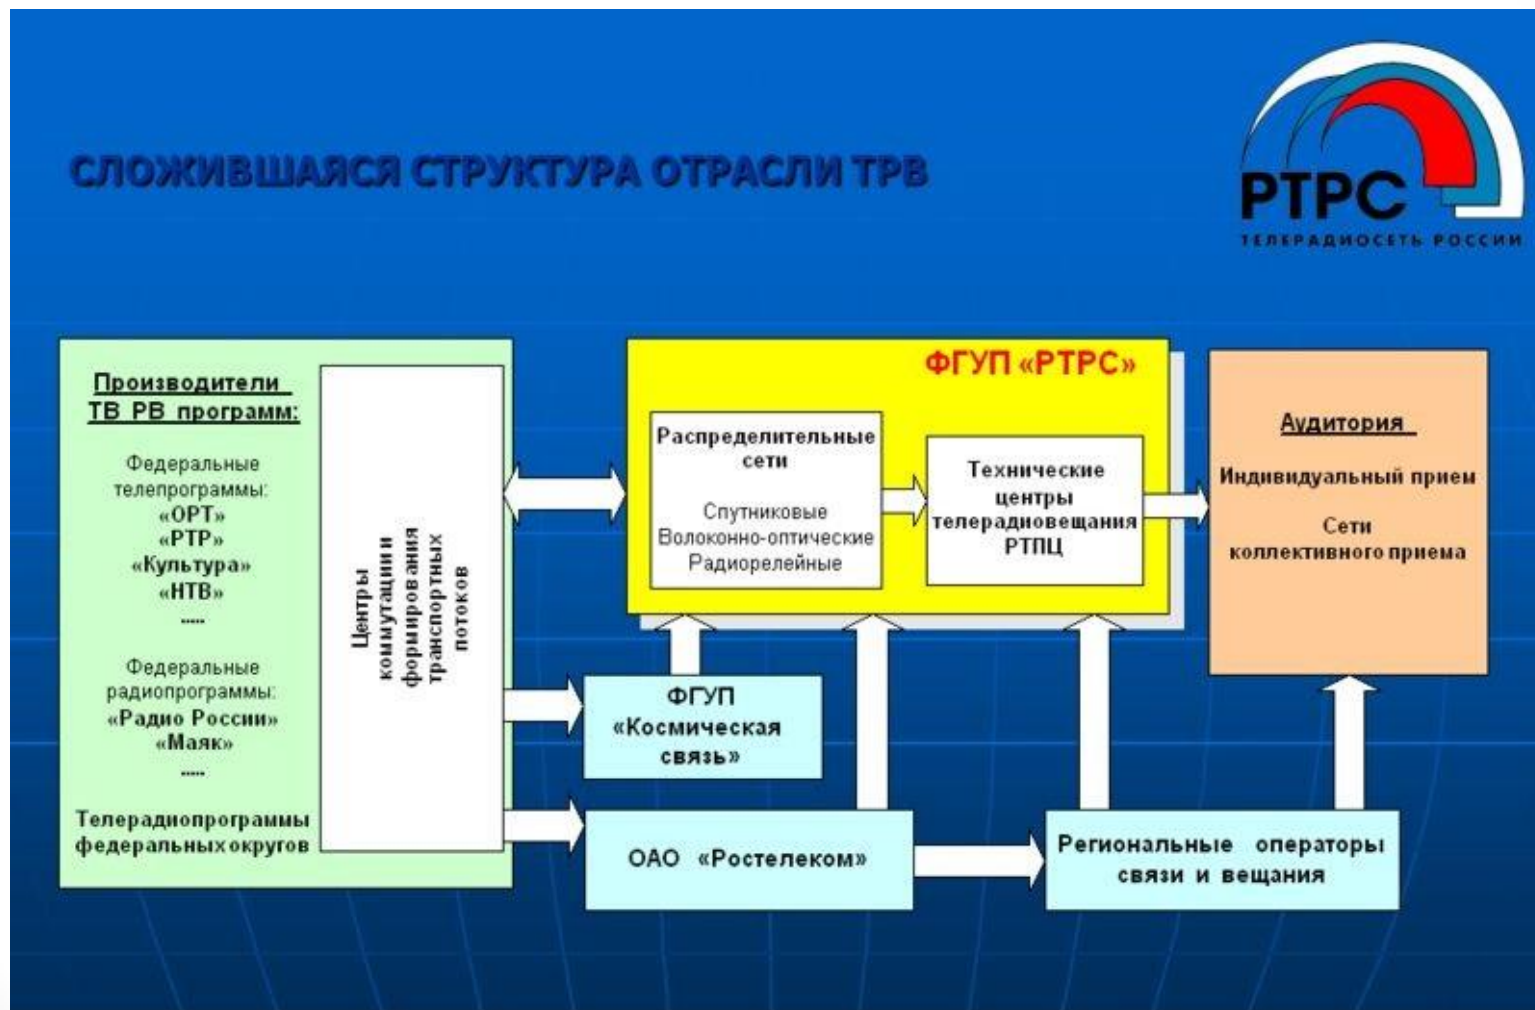 СЛОЖИВШАЯСЯ СТРУКТУРА ОТРАСЛИ ТРВ
РТРС
ТЕЛЕРАДИОСЕТЬ РОССИИ
Производители
ТВ РВ программ:
Федеральные
телепрограммы:
«ОРТ»
«РТР»
«Культура»
«НТВ»
.....
Федеральные
радиопрограммы:
«Радио России»
«Маяк»
.....
Телерадиопрограммы
федеральных округов
Центры
коммутации и
формирования
транспортных
потоков
ФГУП «РТРС»
Распределительные
сети
Спутниковые
Волоконно-оптические
Радиорелейные
Технические
центры
телерадиовещания
РТПЦ
Аудитория
Индивидуальный прием
Сети
коллективного приема
ФГУП
«Космическая
связь»
ОАО «Ростелеком»
Региональные операторы
связи и вещания